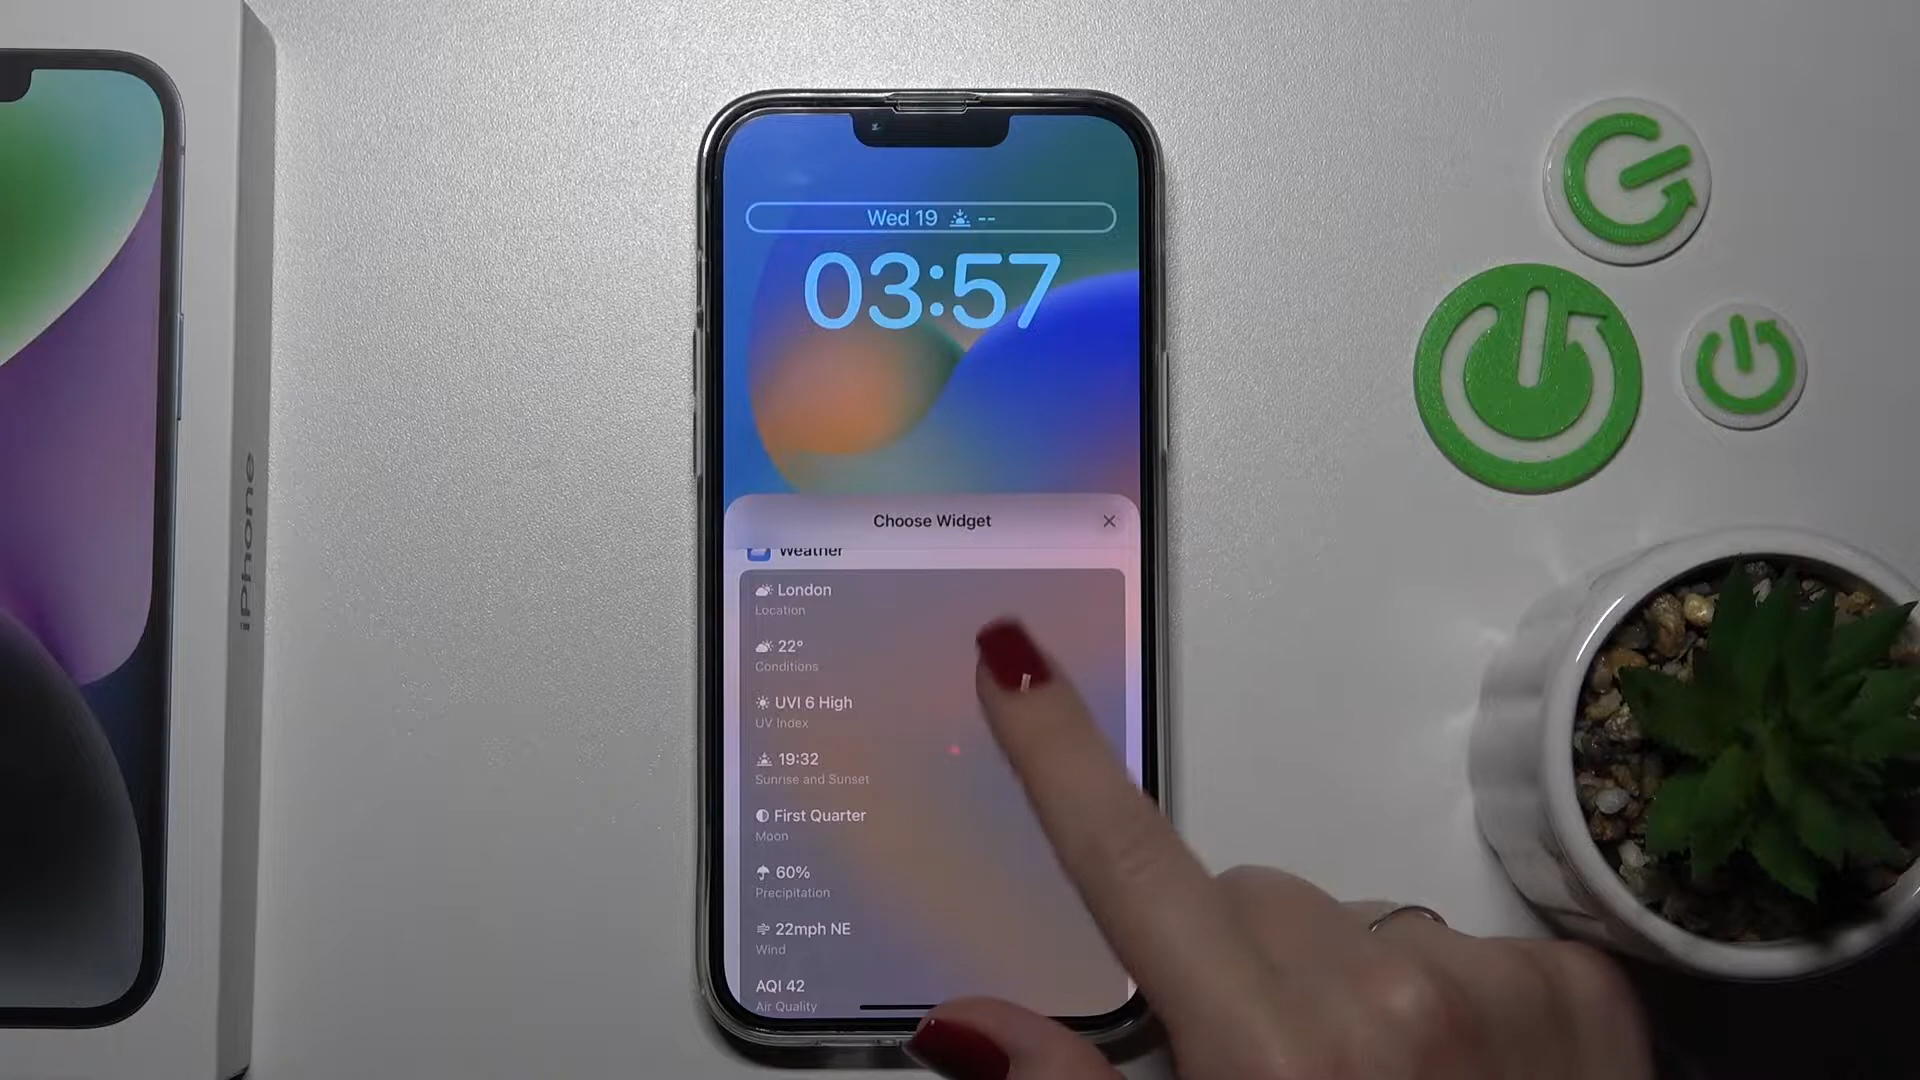 iPhone
Wed 19 --
03:57
Choose Widget
Weather
London
Location
22°
Conditions
UVI 6 High
UV Index
19:32
Sunrise and Sunset
First Quarter
Moon
60%
Precipitation
22mph NE
Wind
AQI 42
Air Quality